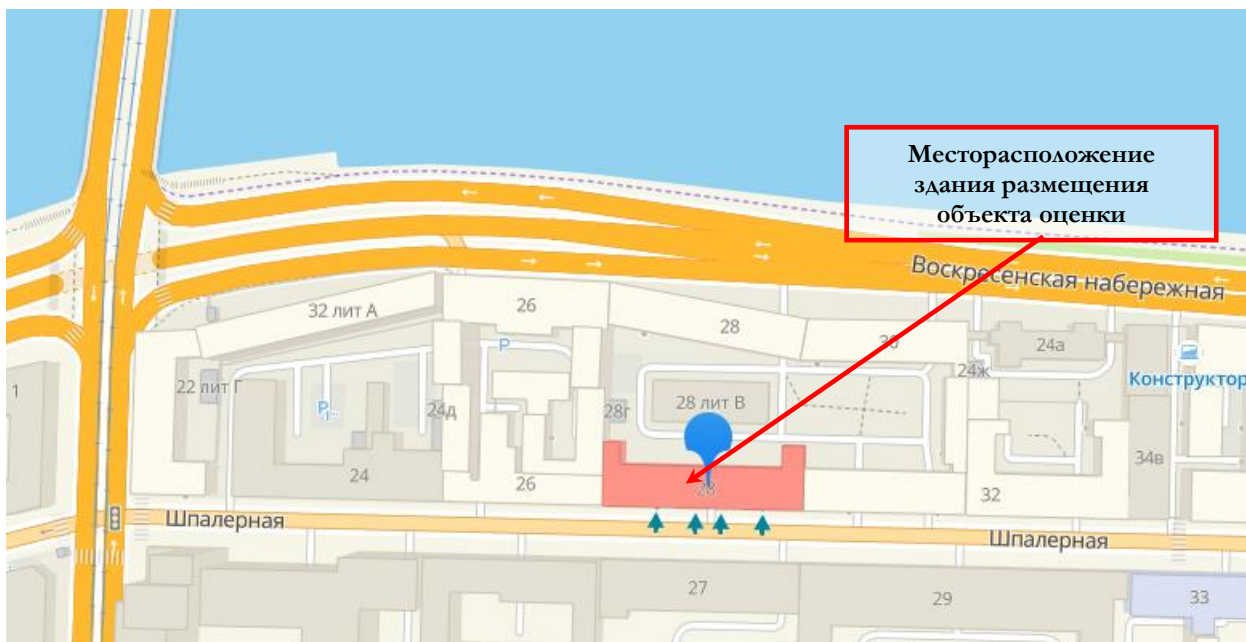 Месторасположение
здания размещения
объекта оценки
Воскресенская набережная
32 лит А
26
28
30
24а
24ж
Конструктор
1
22 лит Г
P
P
24д
28г
28 лит В
34в
24
26
28
32
Шпалерная
Шпалерная
27
29
33